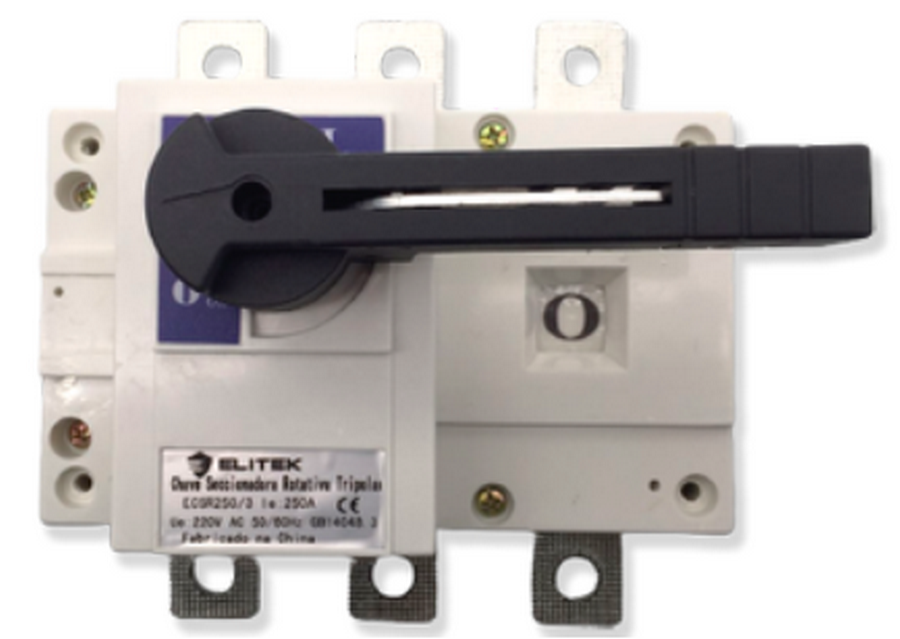 I
O
O
ELITEK
Chave Seccionadora Rotativa Tripolar
ECSR250/3 Ie:250A CE
Ue 220V AC 50/60Hz GB14048.3
Fabricado na China